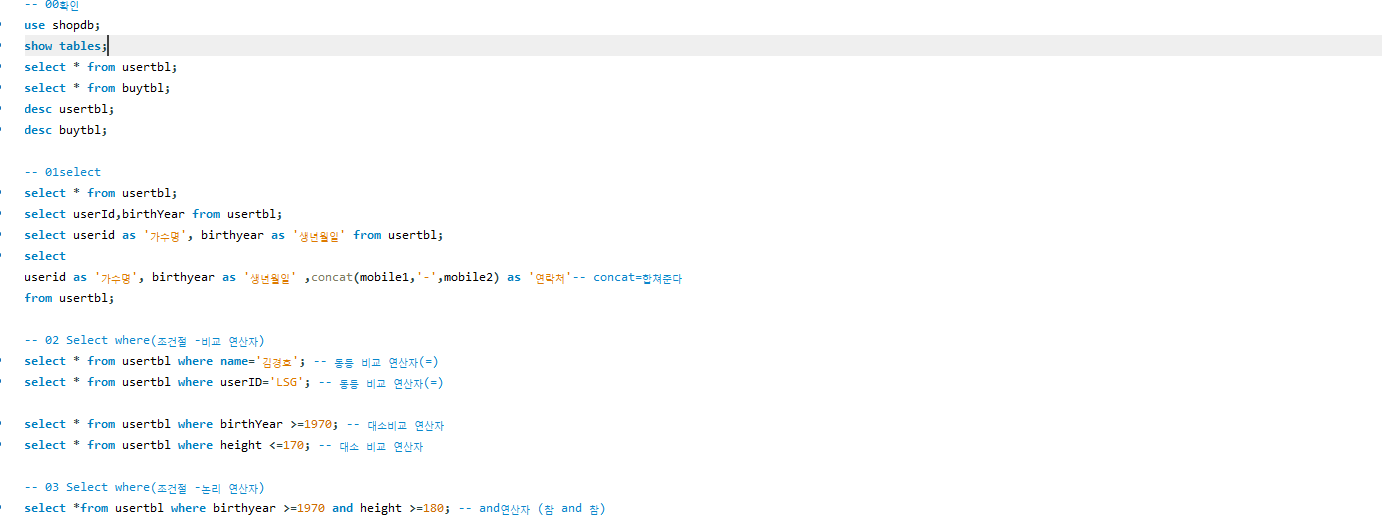 -- 00확인
use shopdb;
show tables;
select * from usertbl;
select * from buytbl;
desc usertbl;
desc buytbl;
-- 01select
select * from usertbl;
select userId,birthYear from usertbl;
select userid as '가수명', birthyear as '생년월일' from usertbl;
select
userid as '가수명', birthyear as '생년월일' ,concat(mobile1,'-',mobile2) as '연락처'-- concat=합쳐준다
from usertbl;
-- 02 Select where(조건절 -비교 연산자)
select * from usertbl where name='김경호'; -- 동등 비교 연산자(=)
select * from usertbl where userID='LSG'; -- 동등 비교 연산자(=)
select * from usertbl where birthYear >=1970; -- 대소비교 연산자
select * from usertbl where height <=170; -- 대소 비교 연산자
-- 03 Select where(조건절 -논리 연산자)
select *from usertbl where birthyear >=1970 and height >=180; -- and연산자 (참 and 참)